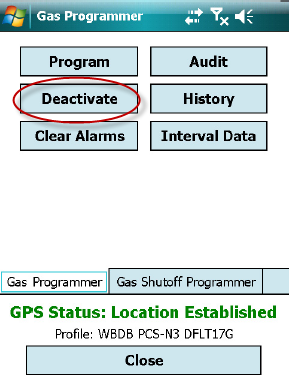 Gas Programmer
Program Audit
Deactivate History
Clear Alarms Interval Data
Gas Programmer Gas Shutoff Programmer
GPS Status: Location Established
Profile: WBDB PCS-N3 DFLT17G
Close